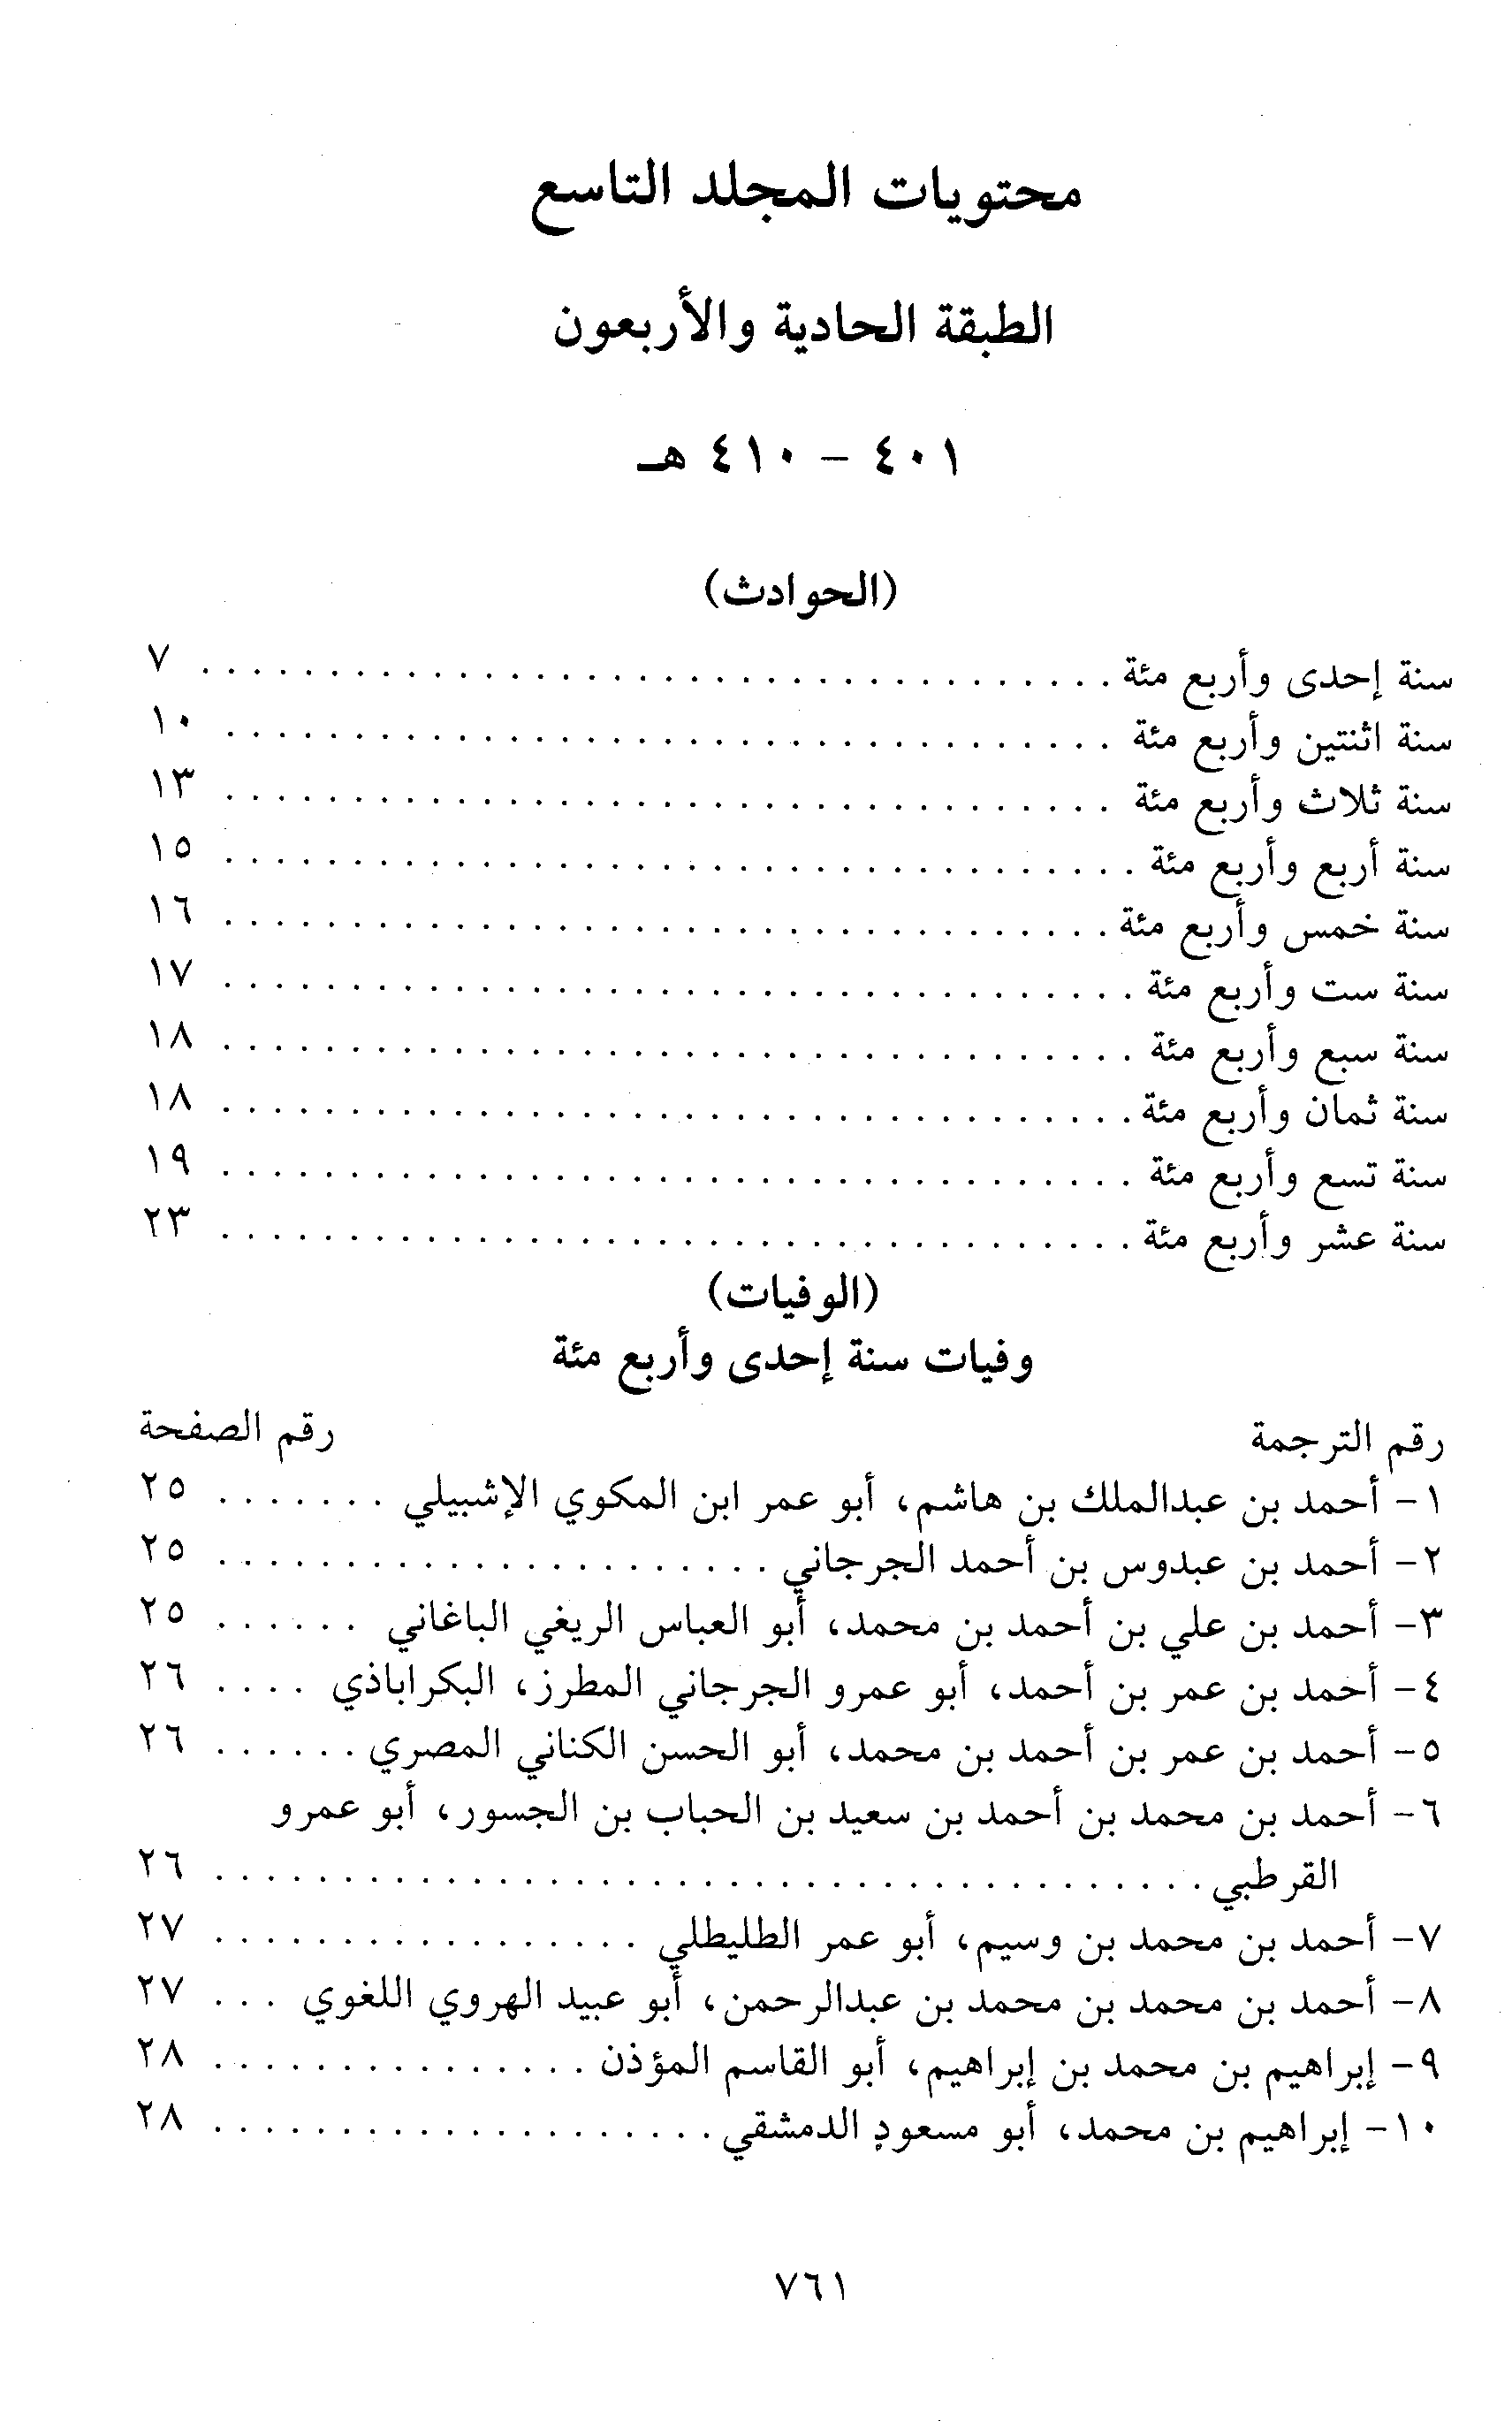 محتويات المجلد التاسع
الطبقة الحادية والأربعون
٤٠١ – ٤١٠ هـ
(الحوادث)
سنة إحدى وأربع مئة . . . . . . . . . . . . . . . . . . . . ٧
سنة اثنتين وأربع مئة . . . . . . . . . . . . . . . . . . . . ١٠
سنة ثلاث وأربع مئة . . . . . . . . . . . . . . . . . . . . ١٣
سنة أربع وأربع مئة . . . . . . . . . . . . . . . . . . . . ١٥
سنة خمس وأربع مئة . . . . . . . . . . . . . . . . . . . . ١٦
سنة ست وأربع مئة . . . . . . . . . . . . . . . . . . . . ١٧
سنة سبع وأربع مئة . . . . . . . . . . . . . . . . . . . . ١٨
سنة ثمان وأربع مئة . . . . . . . . . . . . . . . . . . . . ١٨
سنة تسع وأربع مئة . . . . . . . . . . . . . . . . . . . . ١٩
سنة عشر وأربع مئة . . . . . . . . . . . . . . . . . . . . ٢٣
(الوفيات)
وفيات سنة إحدى وأربع مئة
رقم الترجمة رقم الصفحة
١- أحمد بن عبدالملك بن هاشم، أبو عمر ابن المكوي الإشبيلي . . . . . . . ٢٥
٢- أحمد بن عبدوس بن أحمد الجرجاني . . . . . . . . . . . . . . . . ٢٥
٣- أحمد بن علي بن أحمد بن محمد، أبو العباس الريغي الباغاني . . . . . . ٢٥
٤- أحمد بن عمر بن أحمد، أبو عمرو الجرجاني المطرز، البكراباذي . . . . ٢٦
٥- أحمد بن عمر بن أحمد بن محمد، أبو الحسن الكناني المصري . . . . . . ٢٦
٦- أحمد بن محمد بن أحمد بن سعيد بن الحباب بن الجسور، أبو عمرو
القرطبي . . . . . . . . . . . . . . . . . . . . ٢٦
٧- أحمد بن محمد بن وسيم، أبو عمر الطليطلي . . . . . . . . . . . . . . . . ٢٧
٨- أحمد بن محمد بن محمد بن عبدالرحمن، أبو عبيد الهروي اللغوي . . . ٢٧
٩- إبراهيم بن محمد بن إبراهيم، أبو القاسم المؤذن . . . . . . . . . . . . . . . ٢٨
١٠- إبراهيم بن محمد، أبو مسعودٍ الدمشقي . . . . . . . . . . . . . . . . . . . . ٢٨
٧٦١